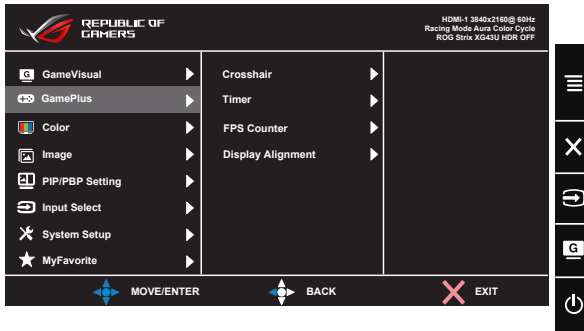 REPUBLIC OF
GAMERS
HDMI-1 3840x2160@ 60Hz
Racing Mode Aura Color Cycle
ROG Strix XG43U HDR OFF
G GameVisual
GamePlus
Color
Image
PIP/PBP Setting
Input Select
System Setup
MyFavorite
Crosshair
Timer
FPS Counter
Display Alignment
MOVE/ENTER
BACK
EXIT
G